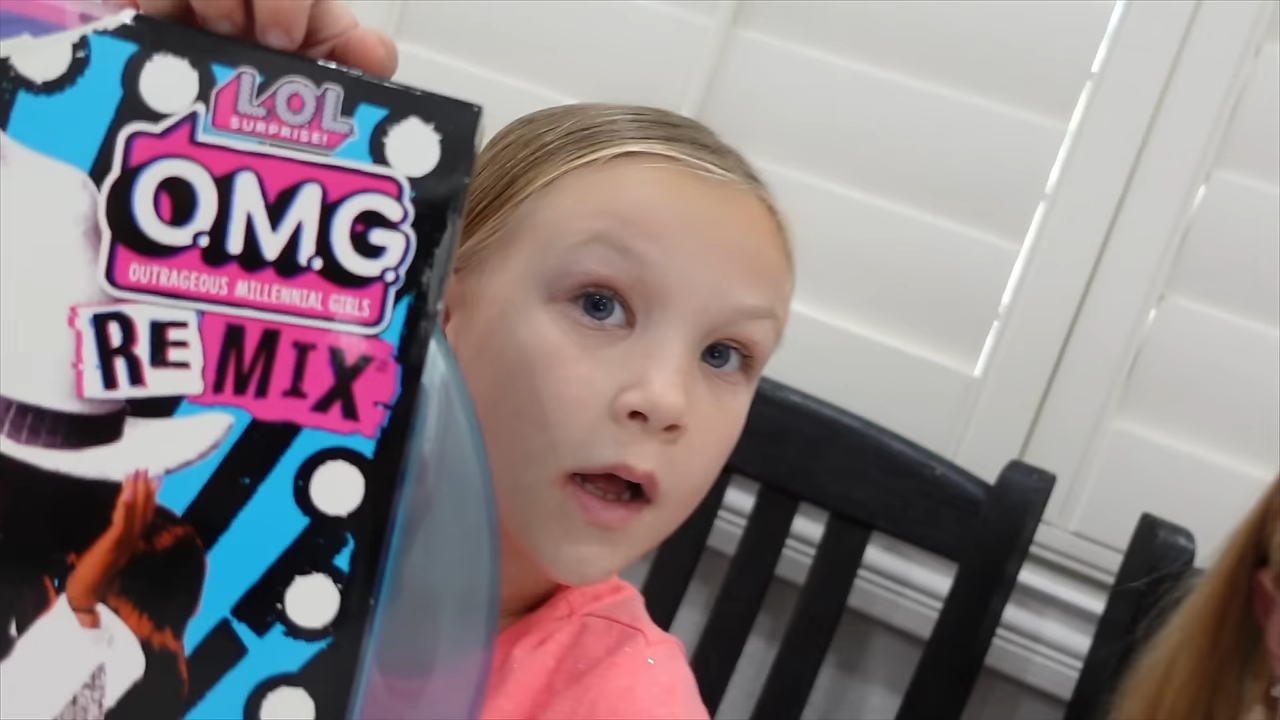 L.O.L.
SURPRISE!
O.M.G.
OUTRAGEOUS MILLENNIAL GIRLS
REMIX